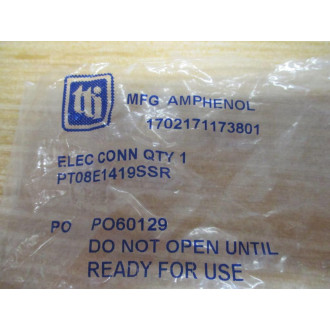 tti
MFG AMPHENOL
1702171173801
ELEC CONN QTY 1
PT08E1419SSR
PO PO60129
DO NOT OPEN UNTIL
READY FOR USE